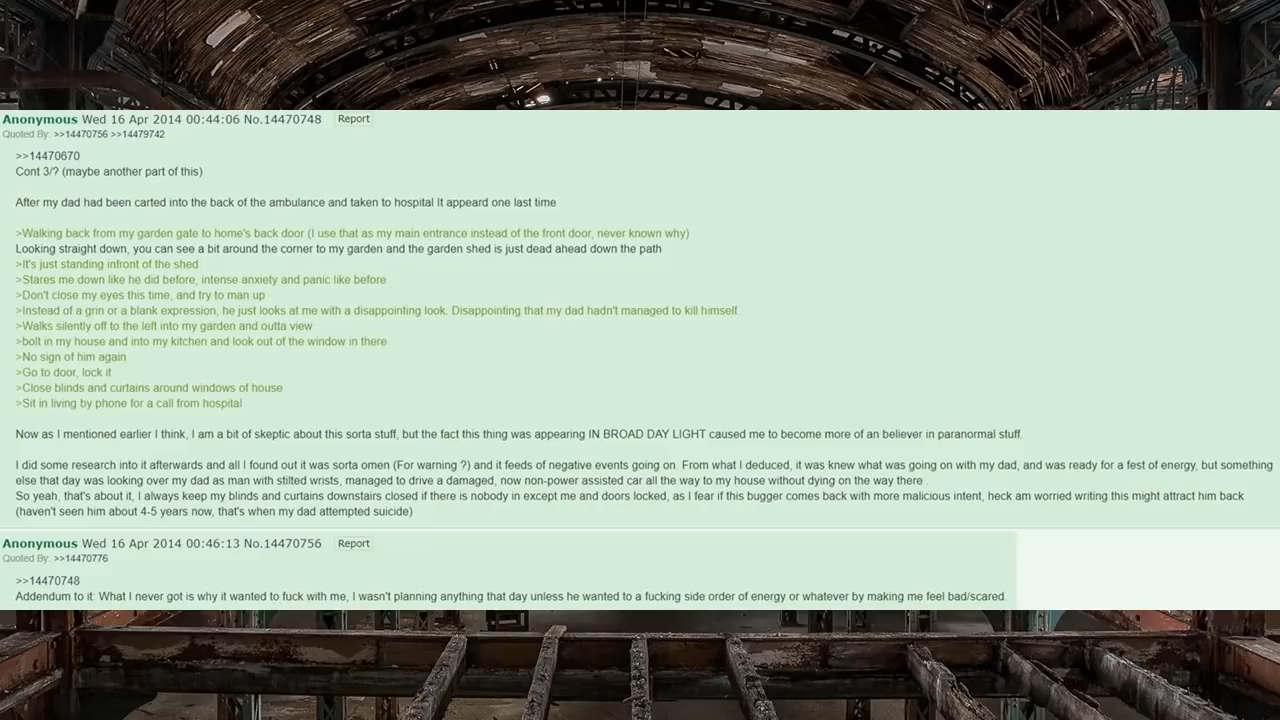 Anonymous Wed 16 Apr 2014 00:44:06 No.14470748 Report
Quoted By: >>14470756 >>14479742
>>14470670
Cont 3/? (maybe another part of this)
After my dad had been carted into the back of the ambulance and taken to hospital It appeard one last time
>Walking back from my garden gate to home's back door (I use that as my main entrance instead of the front door, never known why)
Looking straight down, you can see a bit around the corner to my garden and the garden shed is just dead ahead down the path
>It's just standing infront of the shed
>Stares me down like he did before, intense anxiety and panic like before
>Don't close my eyes this time, and try to man up
>Instead of a grin or a blank expression, he just looks at me with a disappointing look. Disappointing that my dad hadn't managed to kill himself.
>Walks silently off to the left into my garden and outta view
>bolt in my house and into my kitchen and look out of the window in there
>No sign of him again
>Go to door, lock it
>Close blinds and curtains around windows of house
>Sit in living by phone for a call from hospital
Now as I mentioned earlier I think, I am a bit of skeptic about this sorta stuff, but the fact this thing was appearing IN BROAD DAY LIGHT caused me to become more of an believer in paranormal stuff.
I did some research into it afterwards and all I found out it was sorta omen (For warning ?) and it feeds of negative events going on. From what I deduced, it was knew what was going on with my dad, and was ready for a fest of energy, but something
else that day was looking over my dad as man with stilted wrists, managed to drive a damaged, now non-power assisted car all the way to my house without dying on the way there
So yeah, that's about it, I always keep my blinds and curtains downstairs closed if there is nobody in except me and doors locked, as I fear if this bugger comes back with more malicious intent, heck am worried writing this might attract him back
(haven't seen him about 4-5 years now, that's when my dad attempted suicide)
Anonymous Wed 16 Apr 2014 00:46:13 No.14470756 Report
Quoted By: >>14470776
>>14470748
Addendum to it: What I never got is why it wanted to fuck with me, I wasn't planning anything that day unless he wanted to a fucking side order of energy or whatever by making me feel bad/scared.